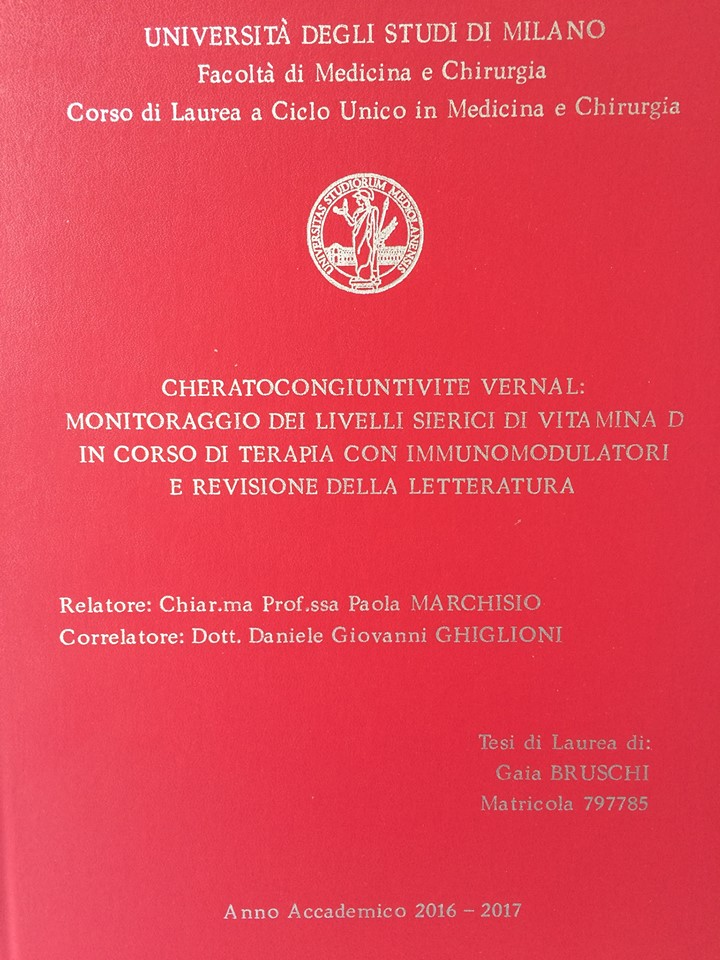 UNIVERSITÀ DEGLI STUDI DI MILANO
Facoltà di Medicina e Chirurgia
Corso di Laurea a Ciclo Unico in Medicina e Chirurgia
UNIVERSITAS STUDIORUM MEDIOLANENSIS
CHERATOCONGIUNTIVITE VERNAL:
MONITORAGGIO DEI LIVELLI SIERICI DI VITAMINA D
IN CORSO DI TERAPIA CON IMMUNOMODULATORI
E REVISIONE DELLA LETTERATURA
Relatore: Chiar.ma Prof.ssa Paola MARCHISIO
Correlatore: Dott. Daniele Giovanni GHIGLIONI
Tesi di Laurea di:
Gaia BRUSCHI
Matricola 797785
Anno Accademico 2016 – 2017